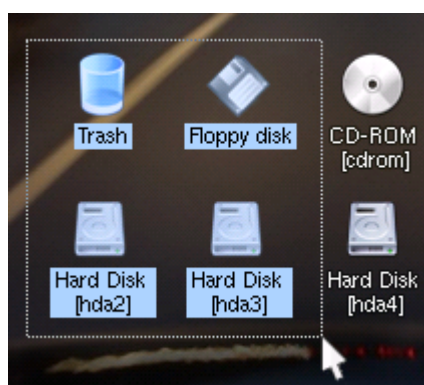 Trash
Floppy disk
CD-ROM
[cdrom]
Hard Disk
[hda2]
Hard Disk
[hda3]
Hard Disk
[hda4]